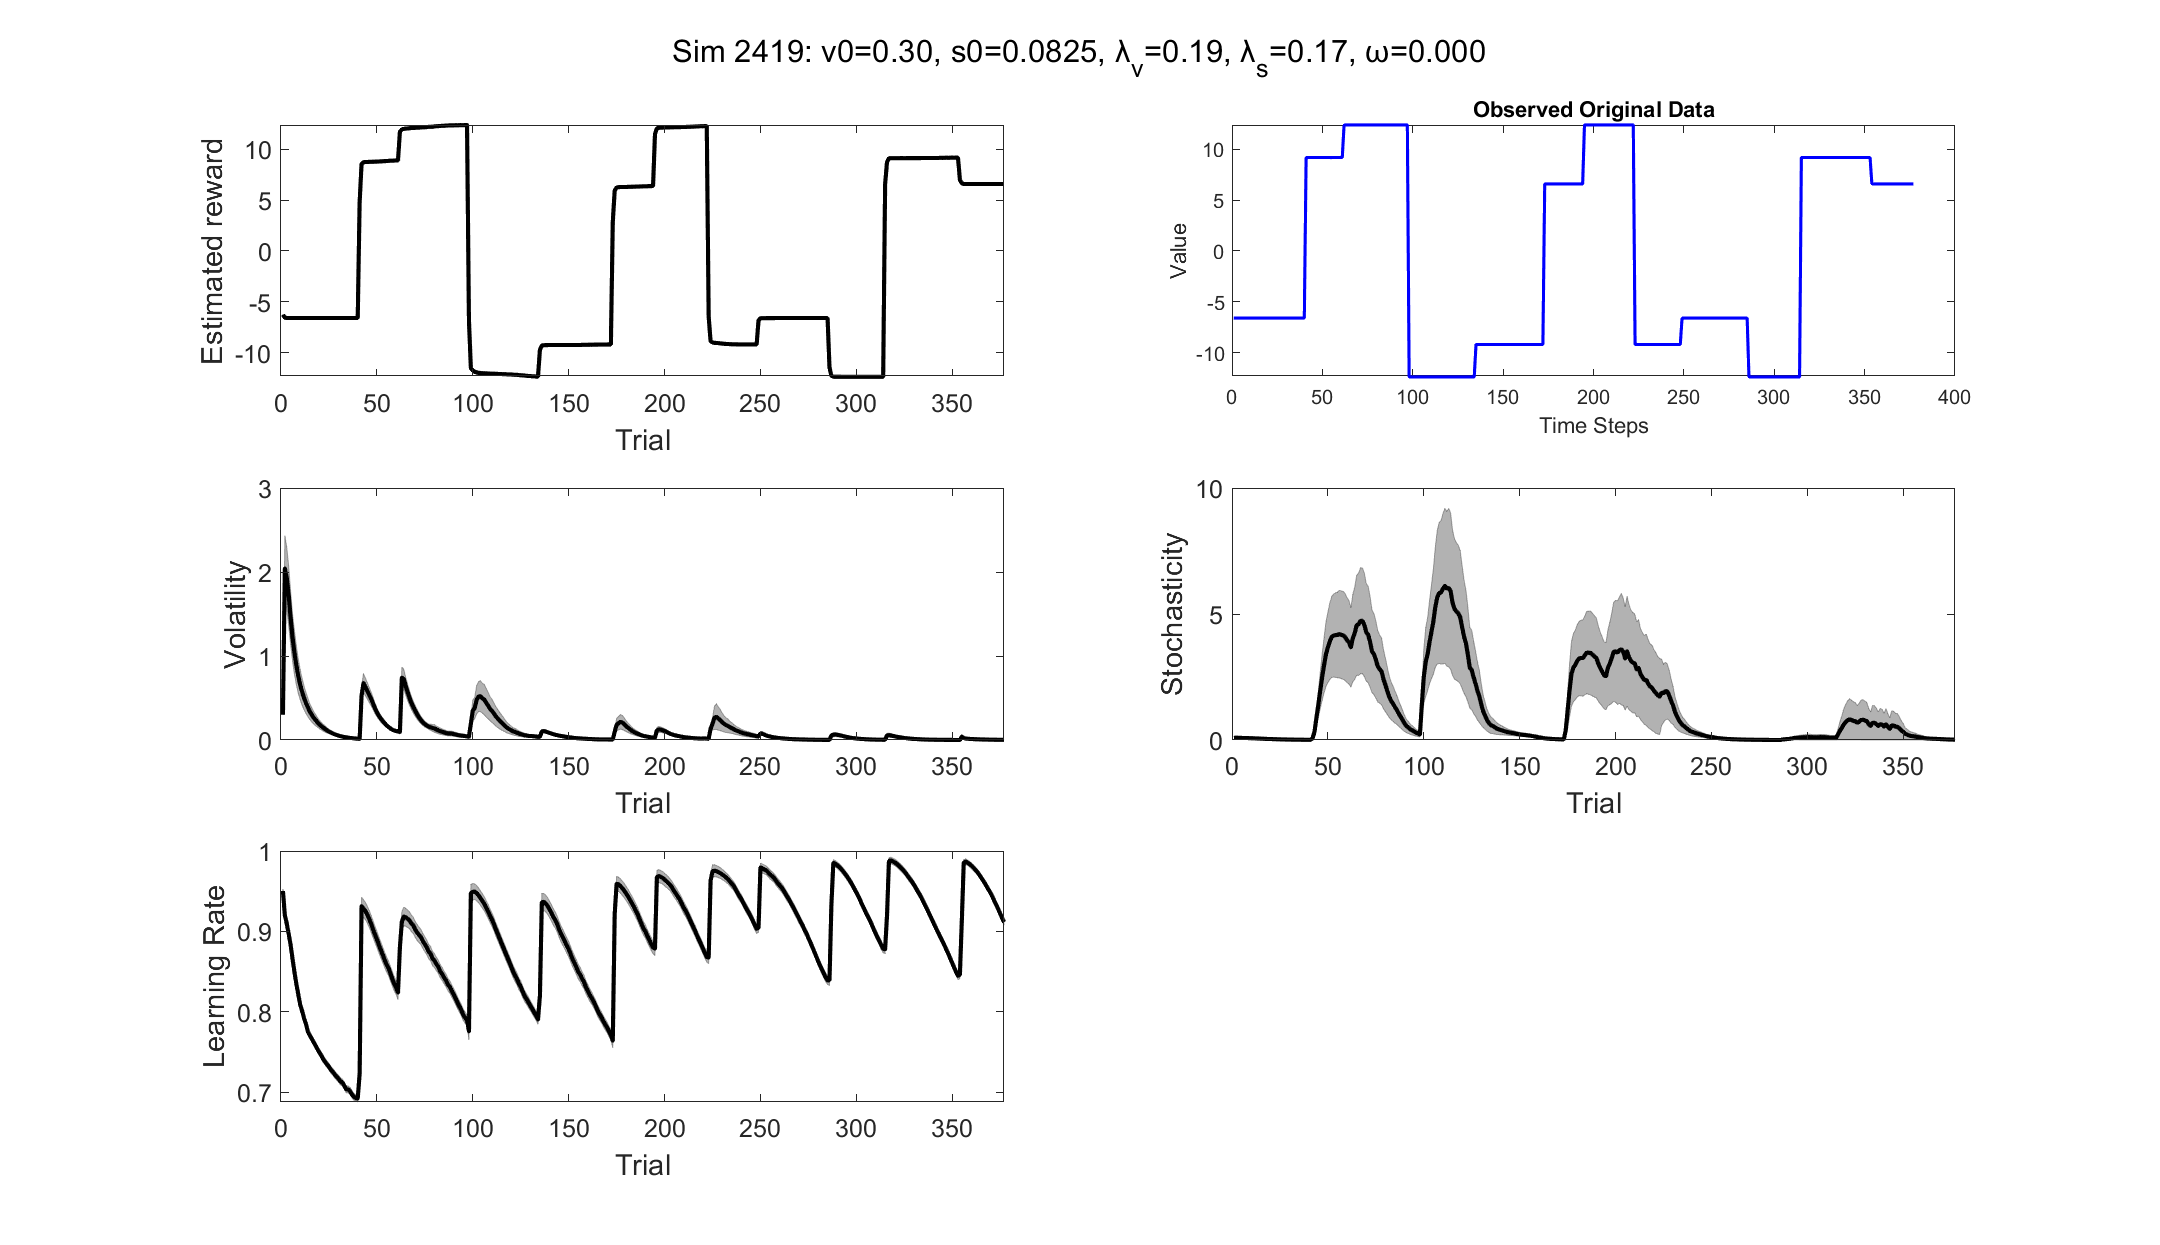 Sim 2419: v0=0.30, s0=0.0825, λ_v=0.19, λ_s=0.17, ω=0.000
Estimated reward
10
5
0
-5
-10
0 50 100 150 200 250 300 350
Trial
Observed Original Data
Value
10
5
0
-5
-10
0 50 100 150 200 250 300 350 400
Time Steps
Volatility
3
2
1
0
0 50 100 150 200 250 300 350
Trial
Stochasticity
10
5
0
0 50 100 150 200 250 300 350
Trial
Learning Rate
1
0.9
0.8
0.7
0 50 100 150 200 250 300 350
Trial